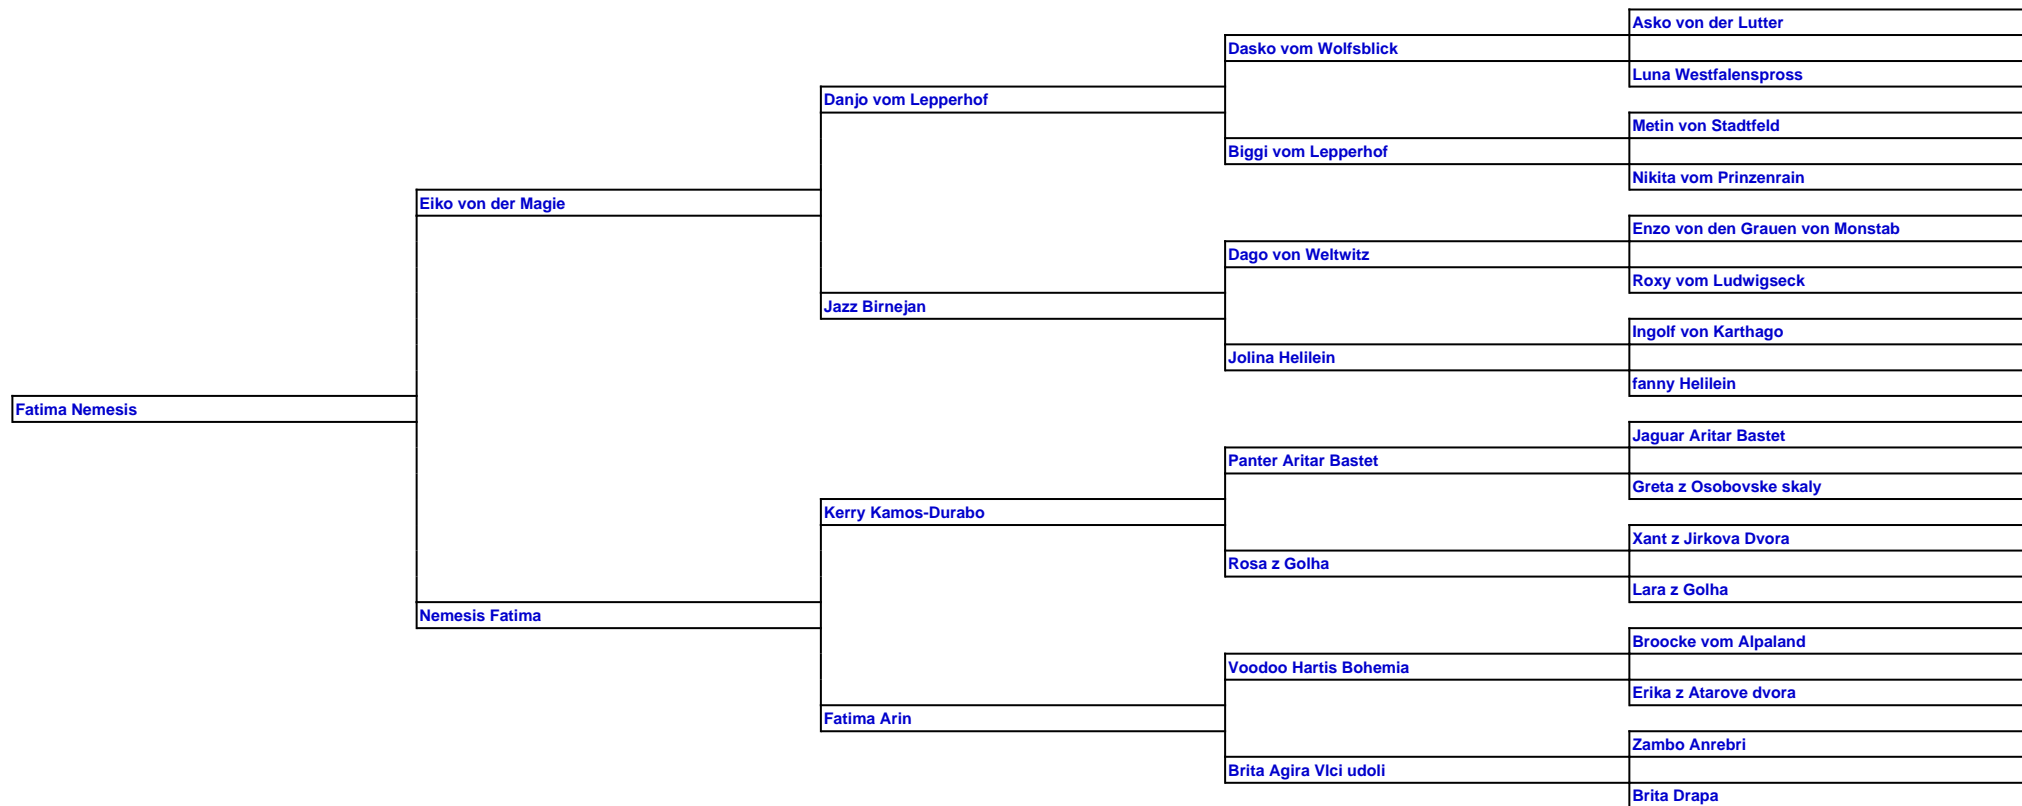 Asko von der Lutter
Dasko vom Wolfsblick
Luna Westfalenspross
Danjo vom Lepperhof
Metin von Stadtfeld
Biggi vom Lepperhof
Nikita vom Prinzenrain
Eiko von der Magie
Enzo von den Grauen von Monstab
Dago von Weltwitz
Roxy vom Ludwigseck
Jazz Birnejan
Ingolf von Karthago
Jolina Helilein
fanny Helilein
Fatima Nemesis
Jaguar Aritar Bastet
Panter Aritar Bastet
Greta z Osobovske skaly
Kerry Kamos-Durabo
Xant z Jirkova Dvora
Rosa z Golha
Lara z Golha
Nemesis Fatima
Broocke vom Alpaland
Voodoo Hartis Bohemia
Erika z Atarove dvora
Fatima Arin
Zambo Anrebri
Brita Agira Vlci udoli
Brita Drapa